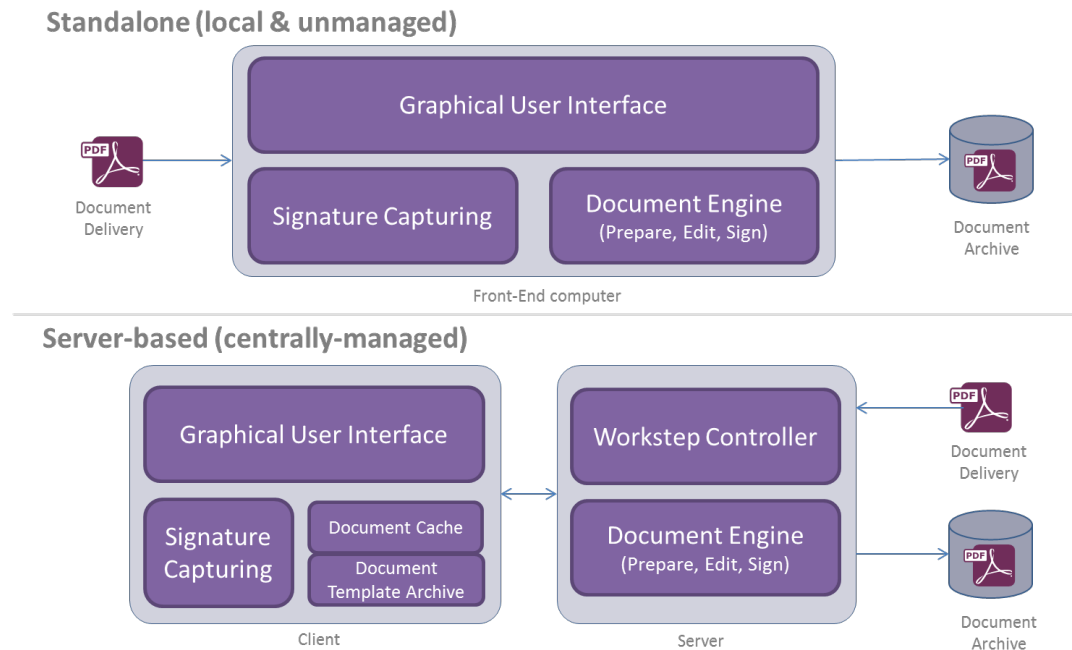 Standalone (local & unmanaged)
Graphical User Interface
PDF
Document
Delivery
Signature Capturing
Document Engine
(Prepare, Edit, Sign)
PDF
Document
Archive
Front-End computer
Server-based (centrally-managed)
Graphical User Interface
Signature
Capturing
Document Cache
Document
Template Archive
Client
Workstep Controller
Document Engine
(Prepare, Edit, Sign)
Server
PDF
Document
Delivery
PDF
Document
Archive